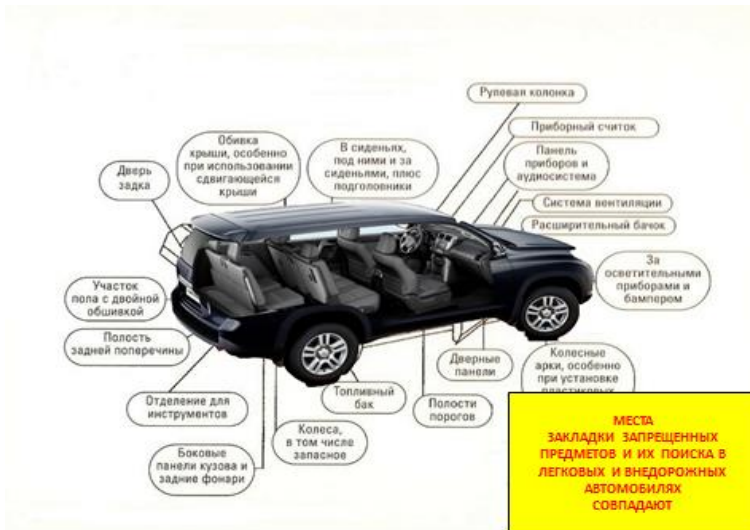 Рулевая колонка
Приборный считок
Панель
приборов и
аудиосистема
Система вентиляции
Расширительный бачок
За
осветительными
приборами и
бампером
Обивка
крыши, особенно
при использовании
сдвигающейся
крыши
В сиденьях,
под ними и за
сиденьями, плюс
подголовники
Дверь
задка
Участок
пола с двойной
обшивкой
Полость
задней поперечины
Отделение для
инструментов
Боковые
панели кузова и
задние фонари
Колеса,
в том числе
запасное
Топливный
бак
Полости
порогов
Дверные
панели
Колесные
арки, особенно
при установке
МЕСТА
ЗАКЛАДКИ ЗАПРЕЩЕННЫХ
ПРЕДМЕТОВ И ИХ ПОИСКА В
ЛЕГКОВЫХ И ВНЕДОРОЖНЫХ
АВТОМОБИЛЯХ
СОВПАДАЮТ